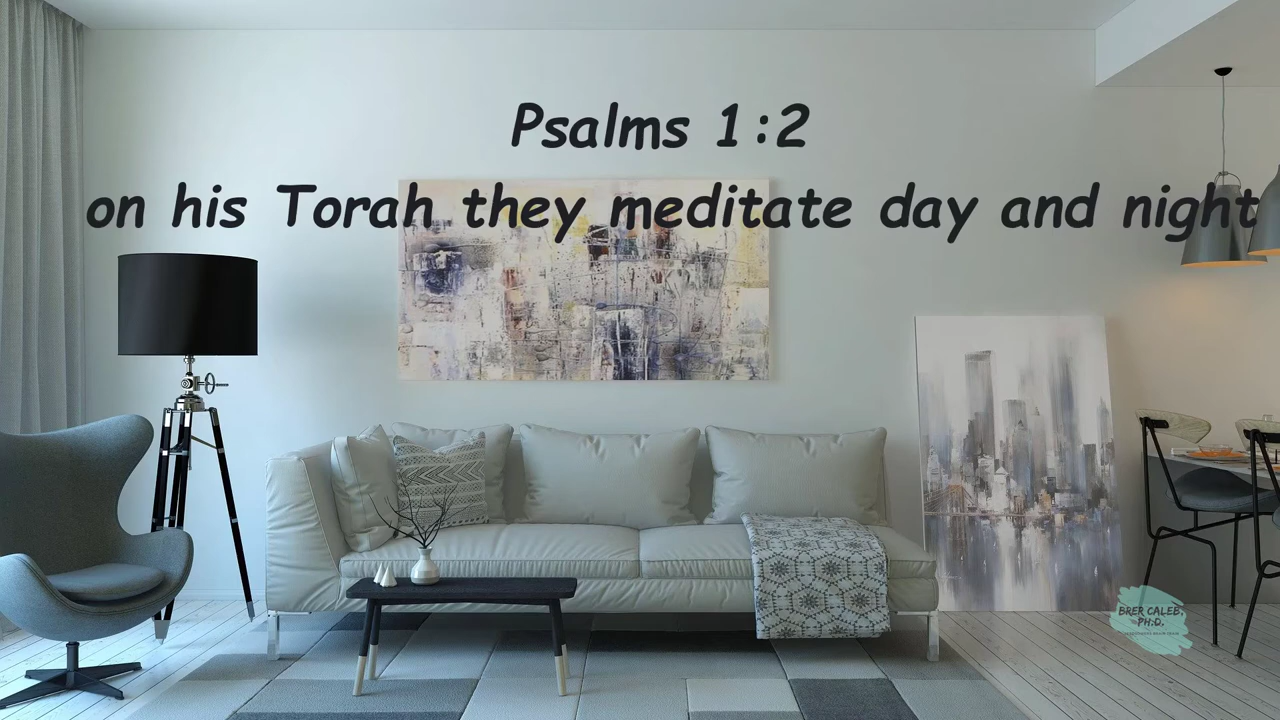 Psalms 1:2
on his Torah they meditate day and night
BRER CALEB,
PH.D.